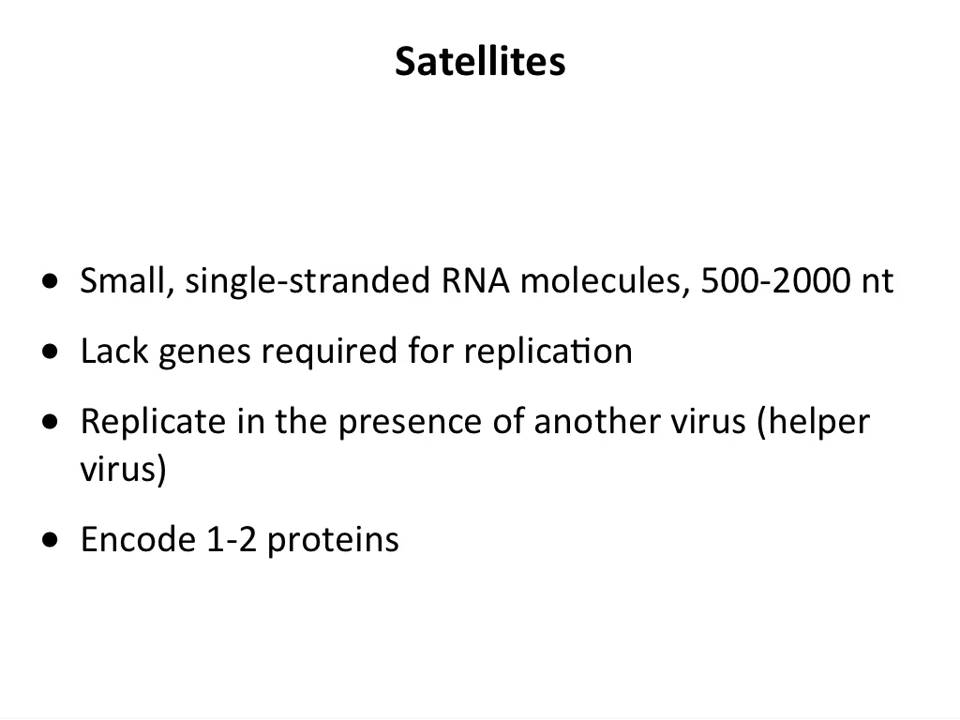 Satellites
• Small, single-stranded RNA molecules, 500-2000 nt
• Lack genes required for replication
• Replicate in the presence of another virus (helper
virus)
• Encode 1-2 proteins